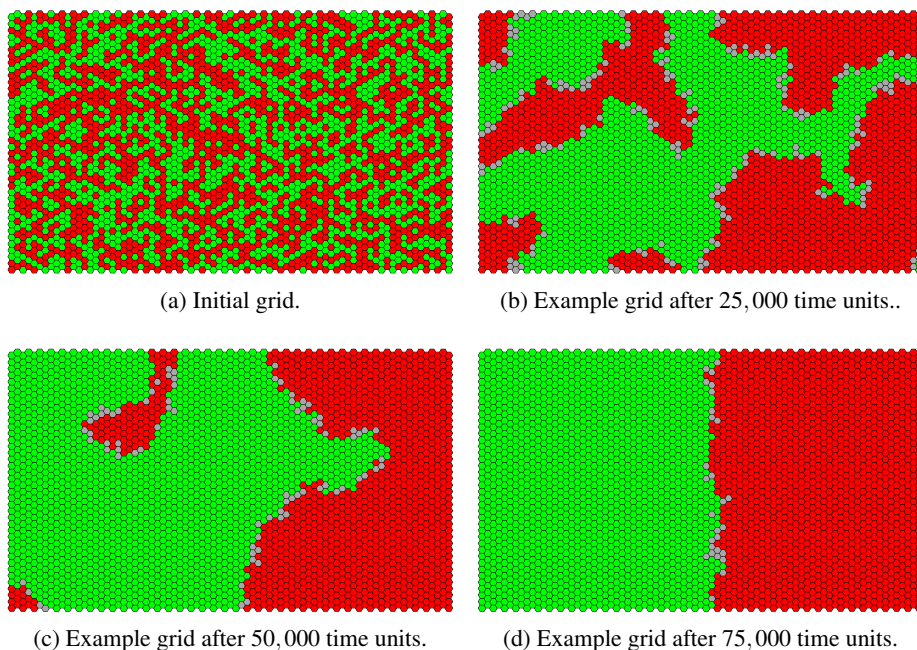 (a) Initial grid.
(b) Example grid after 25,000 time units..
(c) Example grid after 50,000 time units.
(d) Example grid after 75,000 time units.